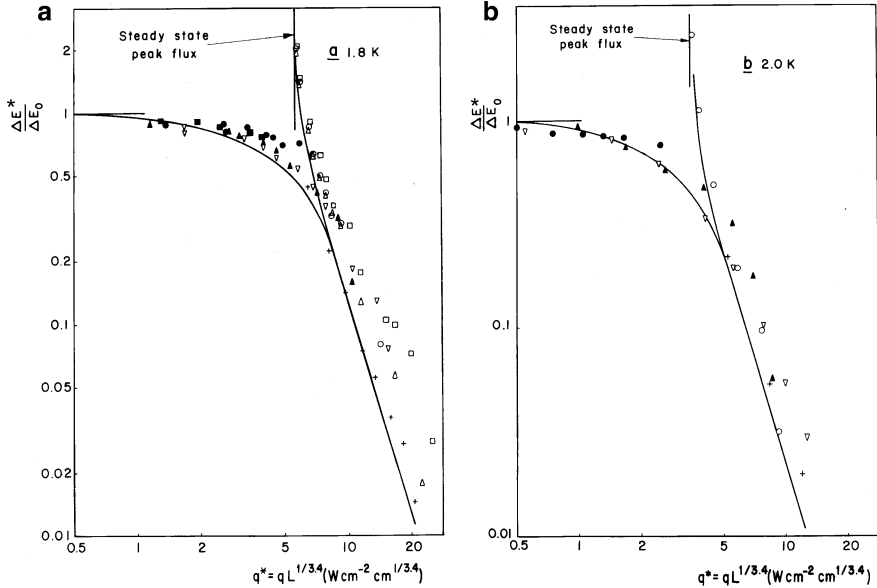 a
Steady state
peak flux
a 1.8 K
ΔE*
ΔE₀
2
1
0.5
0.2
0.1
0.05
0.02
0.01
0.5 1 2 5 10 20
q* = qL^1/3.4 (W cm⁻² cm^1/3.4)
b
Steady state
peak flux
b 2.0 K
ΔE*
ΔE₀
1
0.1
0.01
0.5 1 2 5 10 20
q* = qL^1/3.4 (W cm⁻² cm^1/3.4)